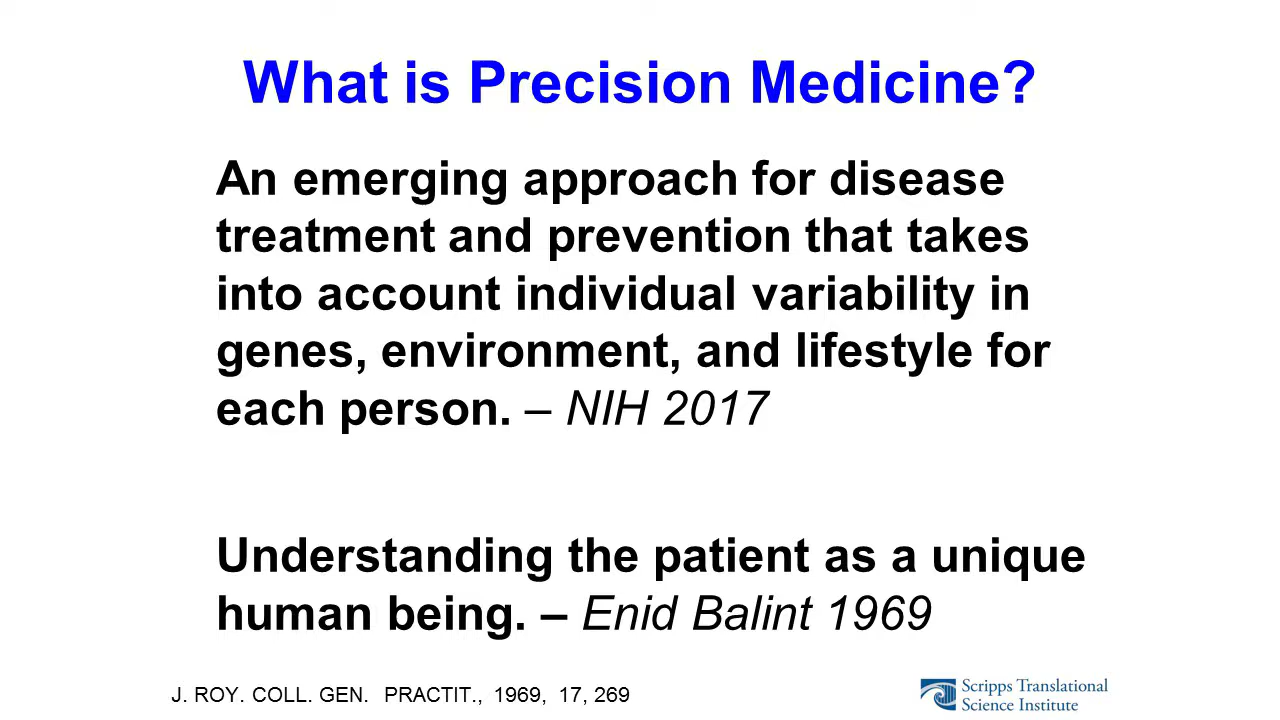 What is Precision Medicine?
An emerging approach for disease
treatment and prevention that takes
into account individual variability in
genes, environment, and lifestyle for
each person. – NIH 2017
Understanding the patient as a unique
human being. – Enid Balint 1969
J. ROY. COLL. GEN. PRACTIT., 1969, 17, 269
Scripps Translational
Science Institute